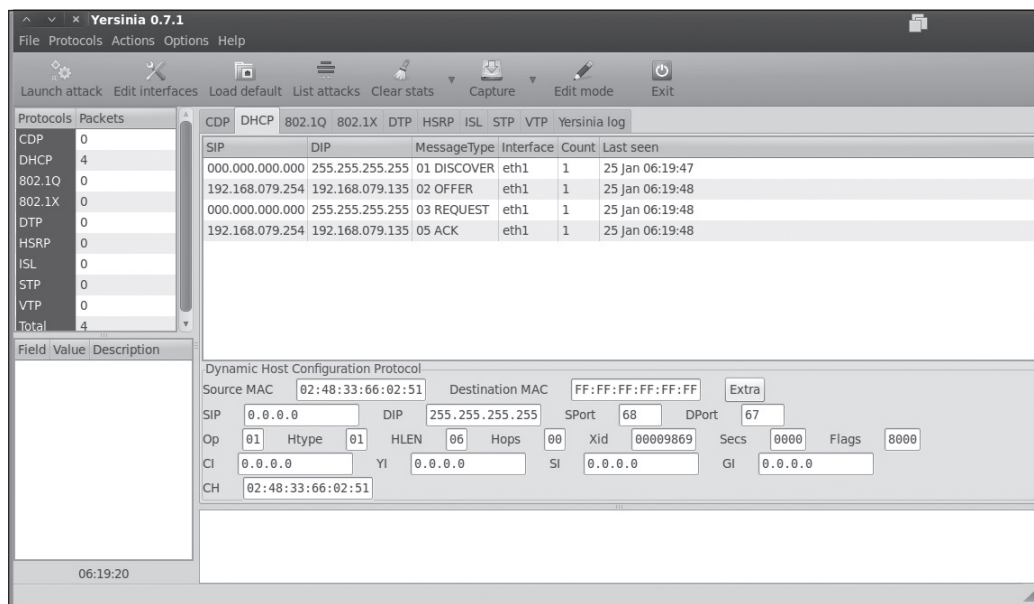 Yersinia 0.7.1
File Protocols Actions Options Help
Launch attack Edit interfaces Load default List attacks Clear stats Capture Edit mode Exit
Protocols Packets
CDP 0
DHCP 4
802.1Q 0
802.1X 0
DTP 0
HSRP 0
ISL 0
STP 0
VTP 0
Total 4
Field Value Description
06:19:20
CDP DHCP 802.1Q 802.1X DTP HSRP ISL STP VTP Yersinia log
SIP DIP MessageType Interface Count Last seen
000.000.000.000 255.255.255.255 01 DISCOVER eth1 1 25 Jan 06:19:47
192.168.079.254 192.168.079.135 02 OFFER eth1 1 25 Jan 06:19:48
000.000.000.000 255.255.255.255 03 REQUEST eth1 1 25 Jan 06:19:48
192.168.079.254 192.168.079.135 05 ACK eth1 1 25 Jan 06:19:48
Dynamic Host Configuration Protocol
Source MAC 02:48:33:66:02:51 Destination MAC FF:FF:FF:FF:FF:FF Extra
SIP 0.0.0.0 DIP 255.255.255.255 SPort 68 DPort 67
Op 01 Htype 01 HLEN 06 Hops 00 Xid 00009869 Secs 0000 Flags 8000
CI 0.0.0.0 YI 0.0.0.0 SI 0.0.0.0 GI 0.0.0.0
CH 02:48:33:66:02:51